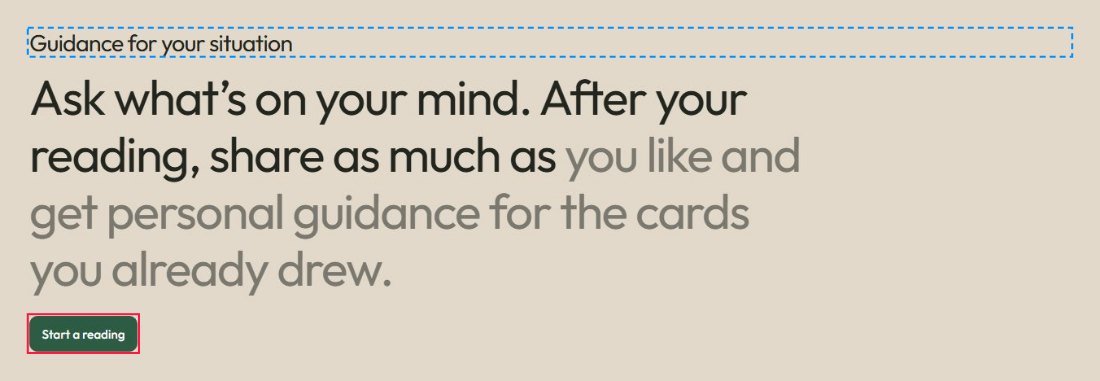 Guidance for your situation
Ask what’s on your mind. After your
reading, share as much as you like and
get personal guidance for the cards
you already drew.
Start a reading